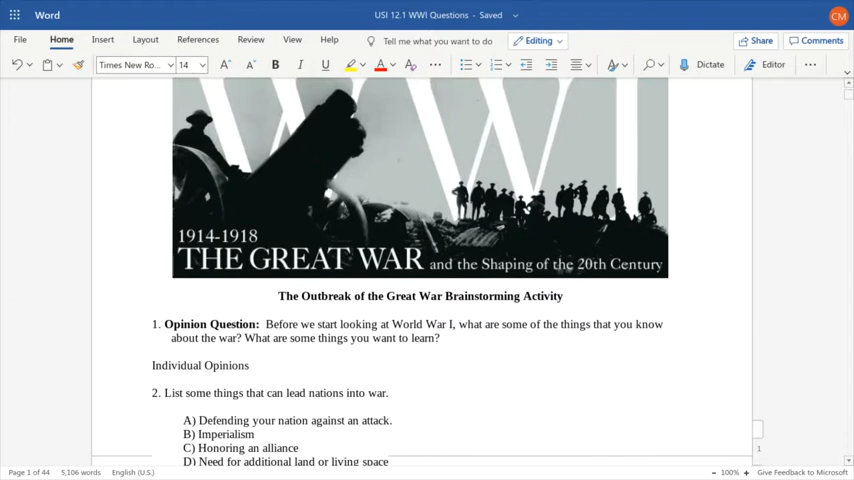 Word
USI 12.1 WWI Questions - Saved
CM
File Home Insert Layout References Review View Help Tell me what you want to do Editing Share Comments
Times New Ro... 14 A A B I U A A Dictate Editor
WWI
1914-1918
THE GREAT WAR and the Shaping of the 20th Century
The Outbreak of the Great War Brainstorming Activity
1. Opinion Question: Before we start looking at World War I, what are some of the things that you know
about the war? What are some things you want to learn?
Individual Opinions
2. List some things that can lead nations into war.
A) Defending your nation against an attack.
B) Imperialism
C) Honoring an alliance
D) Need for additional land or living space
1
Page 1 of 44 5,106 words English (U.S.) - 100% + Give Feedback to Microsoft